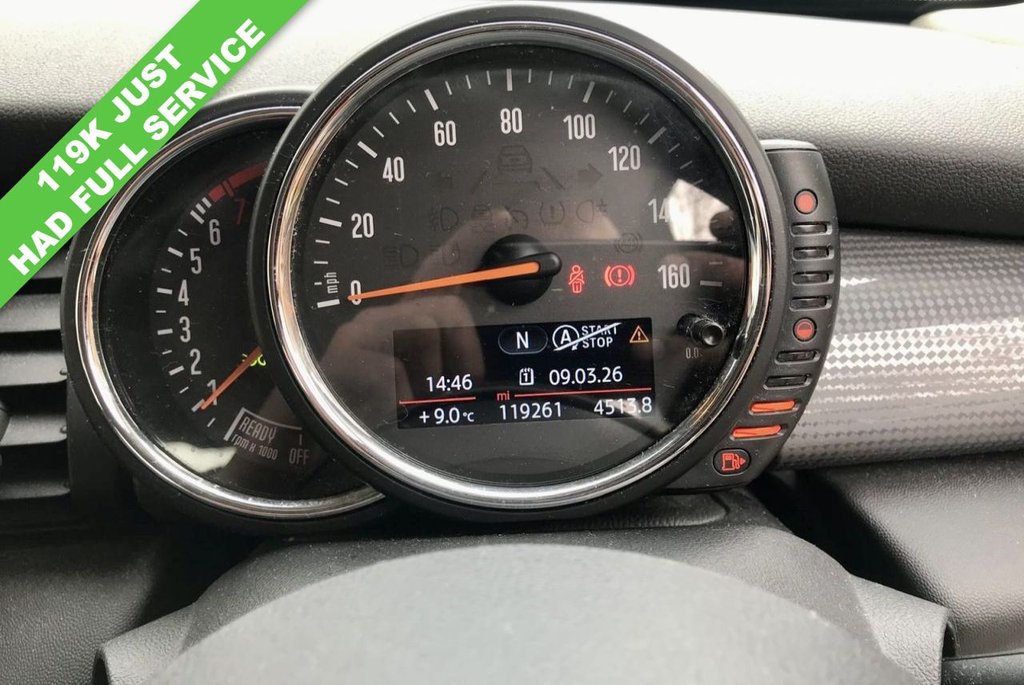 119K JUST
HAD FULL SERVICE
0
20
40
60
80
100
120
160
mph
1
2
3
4
5
6
7
READY
OFF
rpm x 1000
N
A START
STOP
14:46
1 09.03.26
mi
+9.0°C 119261 4513.8